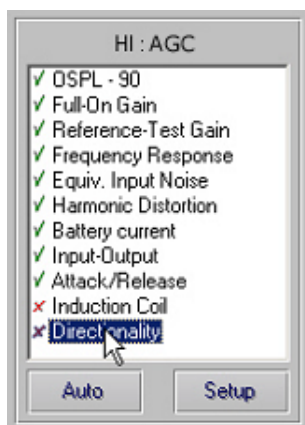 HI : AGC
OSPL - 90
Full-On Gain
Reference-Test Gain
Frequency Response
Equiv. Input Noise
Harmonic Distortion
Battery current
Input-Output
Attack/Release
Induction Coil
Directionality
Auto Setup